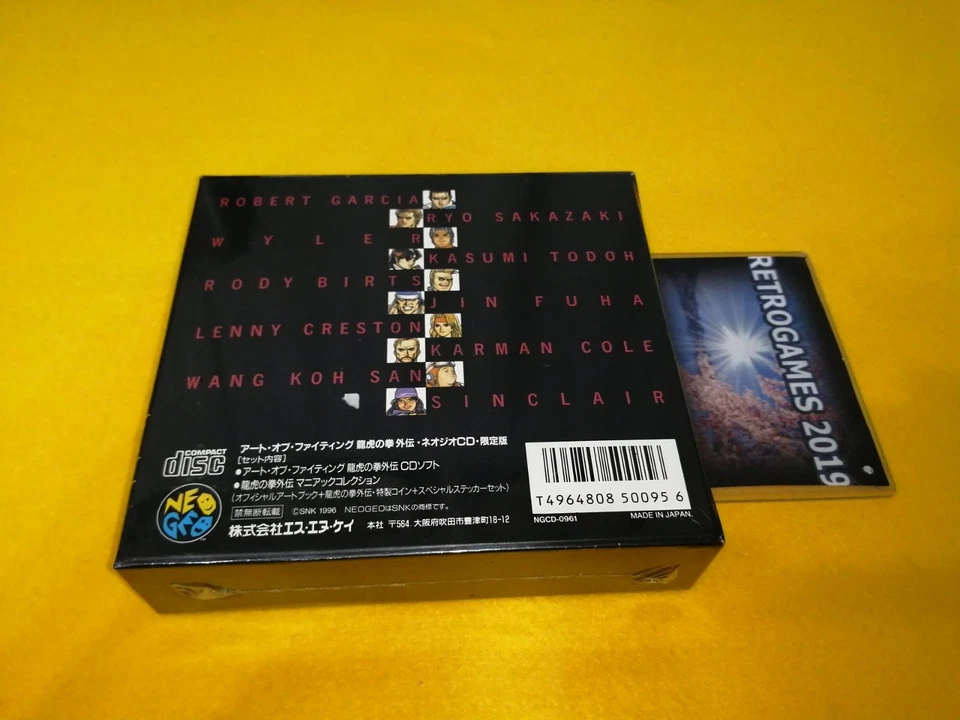 ROBERT GARCIA
RYO SAKAZAKI
WYLER
KASUMI TODOH
RODY BIRTS
JIN FUHA
LENNY CRESTON
KARMAN COLE
WANG KOH SAN
SINCLAIR
COMPACT disc
アート・オブ・ファイティング 龍虎の拳 外伝・ネオジオCD・限定版
[セット内容]
●アート・オブ・ファイティング 龍虎の拳外伝 CDソフト
●龍虎の拳外伝 マニアックコレクション
(オフィシャルアートブック+龍虎の拳外伝・特製コイン+スペシャルステッカーセット)
禁無断転載 ©SNK 1996 NEOGEOはSNKの商標です。
株式会社エス・エヌ・ケイ 本社 〒564 大阪府吹田市豊津町18-12
NEO GEO
T4964808 50095 6
NGCD-0961 MADE IN JAPAN.
RETROGAMES 2019